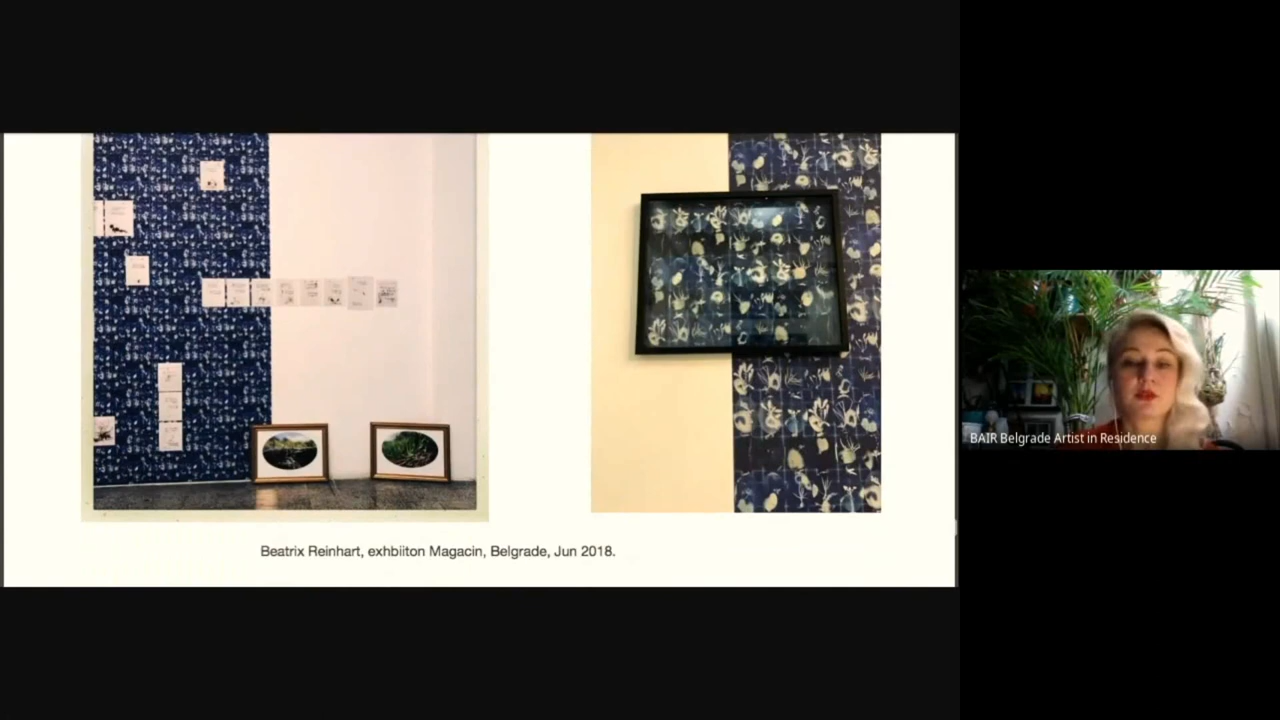 Beatrix Reinhart, exhbiiton Magacin, Belgrade, Jun 2018.
BAIR Belgrade Artist in Residence